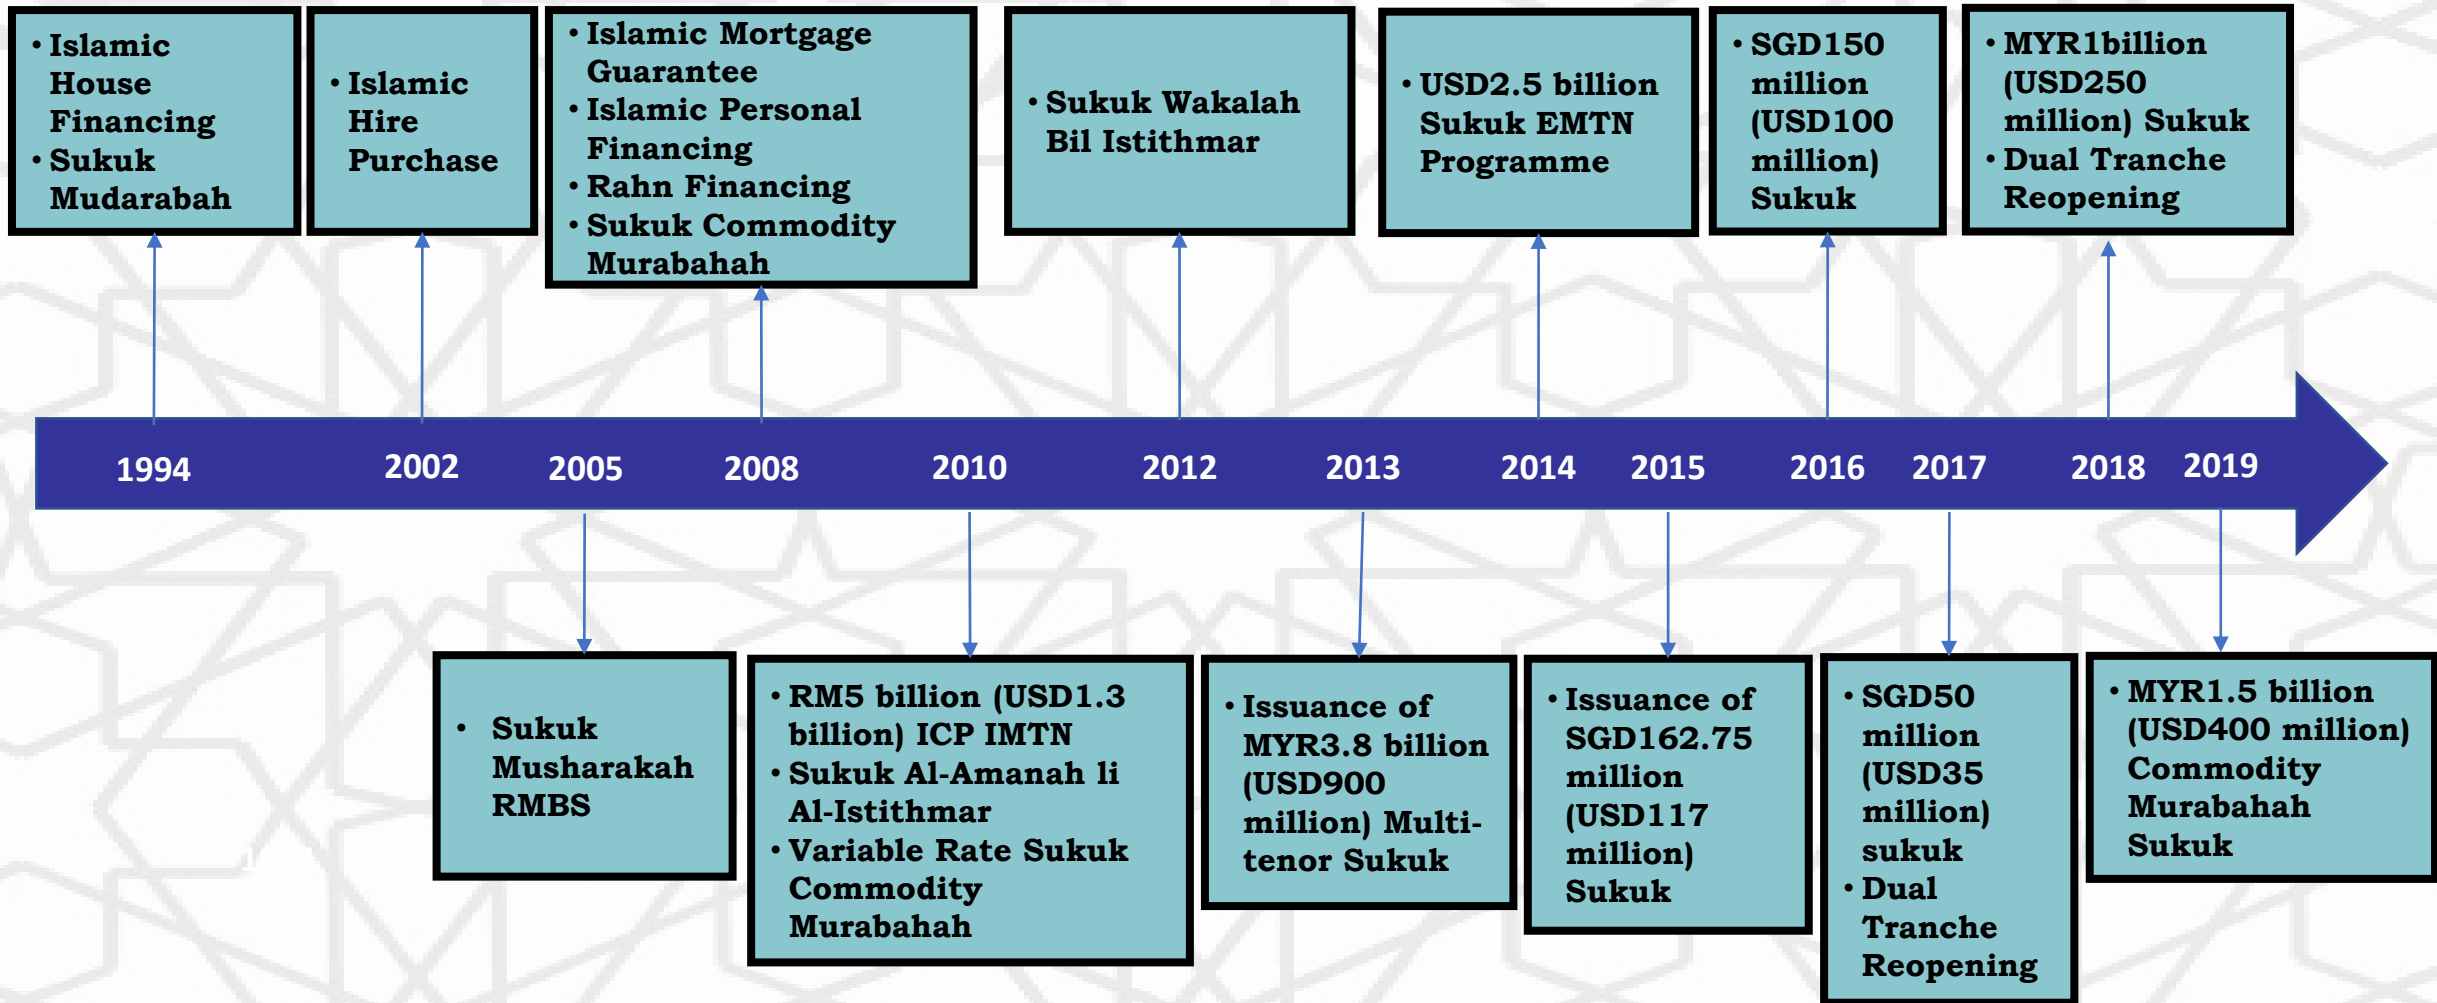 • Islamic
House
Financing
• Sukuk
Mudarabah
• Islamic
Hire
Purchase
• Islamic Mortgage
Guarantee
• Islamic Personal
Financing
• Rahn Financing
• Sukuk Commodity
Murabahah
• Sukuk Wakalah
Bil Istithmar
• USD2.5 billion
Sukuk EMTN
Programme
• SGD150
million
(USD100
million)
Sukuk
• MYR1billion
(USD250
million) Sukuk
• Dual Tranche
Reopening
1994 2002 2005 2008 2010 2012 2013 2014 2015 2016 2017 2018 2019
• Sukuk
Musharakah
RMBS
• RM5 billion (USD1.3
billion) ICP IMTN
• Sukuk Al-Amanah li
Al-Istithmar
• Variable Rate Sukuk
Commodity
Murabahah
• Issuance of
MYR3.8 billion
(USD900
million) Multi-
tenor Sukuk
• Issuance of
SGD162.75
million
(USD117
million)
Sukuk
• SGD50
million
(USD35
million)
sukuk
• Dual
Tranche
Reopening
• MYR1.5 billion
(USD400 million)
Commodity
Murabahah
Sukuk